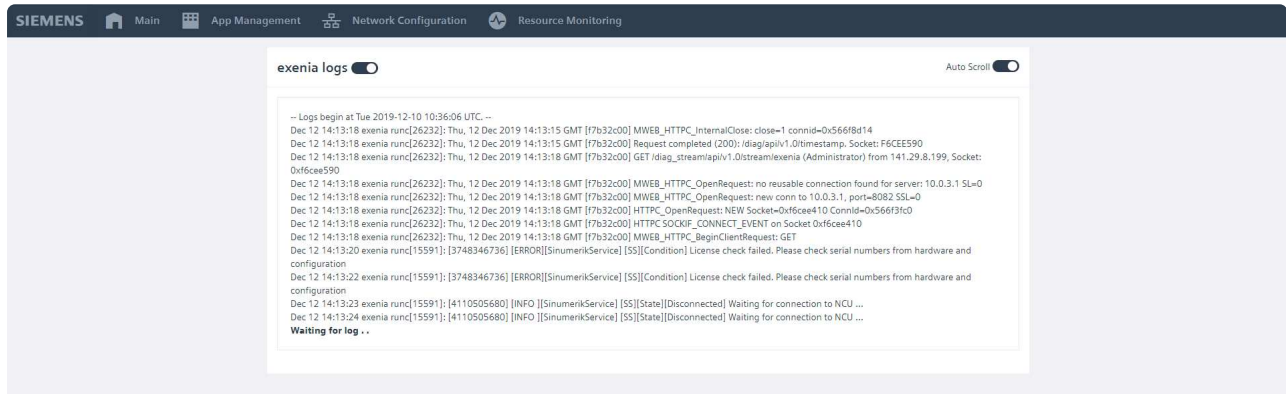 SIEMENS Main App Management Network Configuration Resource Monitoring
exenia logs Auto Scroll
-- Logs begin at Tue 2019-12-10 10:36:06 UTC. --
Dec 12 14:13:18 exenia runc[26232]: Thu, 12 Dec 2019 14:13:15 GMT [f7b32c00] MWEB_HTTPC_InternalClose: close=1 connid=0x566f8d14
Dec 12 14:13:18 exenia runc[26232]: Thu, 12 Dec 2019 14:13:15 GMT [f7b32c00] Request completed (200): /diag/api/v1.0/timestamp. Socket: F6CEE590
Dec 12 14:13:18 exenia runc[26232]: Thu, 12 Dec 2019 14:13:18 GMT [f7b32c00] GET /diag_stream/api/v1.0/stream/exenia (Administrator) from 141.29.8.199, Socket:
0xf6cee590
Dec 12 14:13:18 exenia runc[26232]: Thu, 12 Dec 2019 14:13:18 GMT [f7b32c00] MWEB_HTTPC_OpenRequest: no reusable connection found for server: 10.0.3.1 SL=0
Dec 12 14:13:18 exenia runc[26232]: Thu, 12 Dec 2019 14:13:18 GMT [f7b32c00] MWEB_HTTPC_OpenRequest: new conn to 10.0.3.1, port=8082 SSL=0
Dec 12 14:13:18 exenia runc[26232]: Thu, 12 Dec 2019 14:13:18 GMT [f7b32c00] HTTPC_OpenRequest: NEW Socket=0xf6cee410 ConnId=0x566f3fc0
Dec 12 14:13:18 exenia runc[26232]: Thu, 12 Dec 2019 14:13:18 GMT [f7b32c00] HTTPC SOCKIF_CONNECT_EVENT on Socket 0xf6cee410
Dec 12 14:13:18 exenia runc[26232]: Thu, 12 Dec 2019 14:13:18 GMT [f7b32c00] MWEB_HTTPC_BeginClientRequest: GET
Dec 12 14:13:20 exenia runc[15591]: [3748346736] [ERROR][SinumerikService] [SS][Condition] License check failed. Please check serial numbers from hardware and
configuration
Dec 12 14:13:22 exenia runc[15591]: [3748346736] [ERROR][SinumerikService] [SS][Condition] License check failed. Please check serial numbers from hardware and
configuration
Dec 12 14:13:23 exenia runc[15591]: [4110505680] [INFO ][SinumerikService] [SS][State][Disconnected] Waiting for connection to NCU ...
Dec 12 14:13:24 exenia runc[15591]: [4110505680] [INFO ][SinumerikService] [SS][State][Disconnected] Waiting for connection to NCU ...
Waiting for log . .